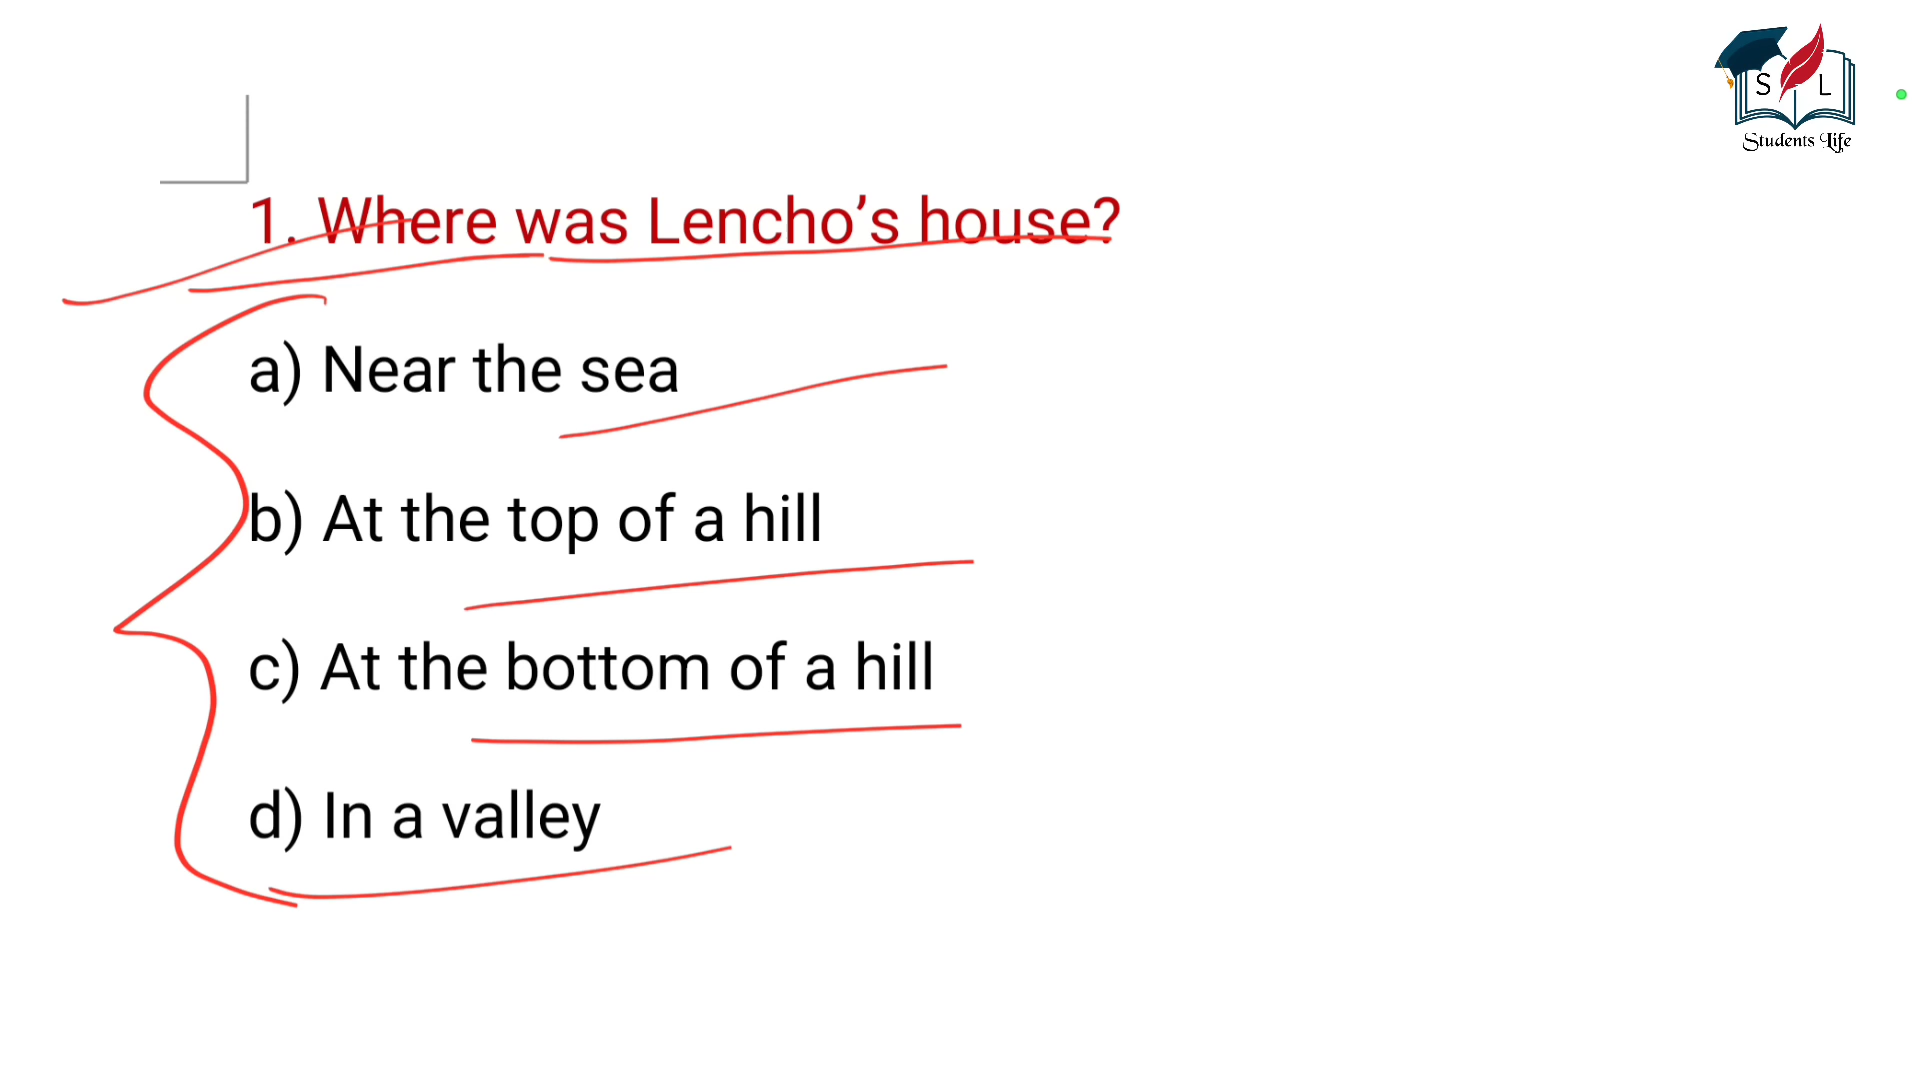 S L
Students Life
1. Where was Lencho’s house?
a) Near the sea
b) At the top of a hill
c) At the bottom of a hill
d) In a valley